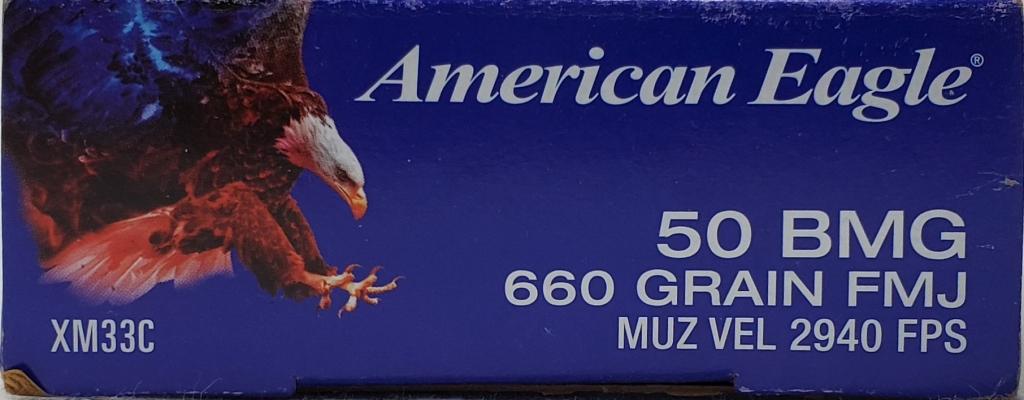 American Eagle®
50 BMG
660 GRAIN FMJ
MUZ VEL 2940 FPS
XM33C